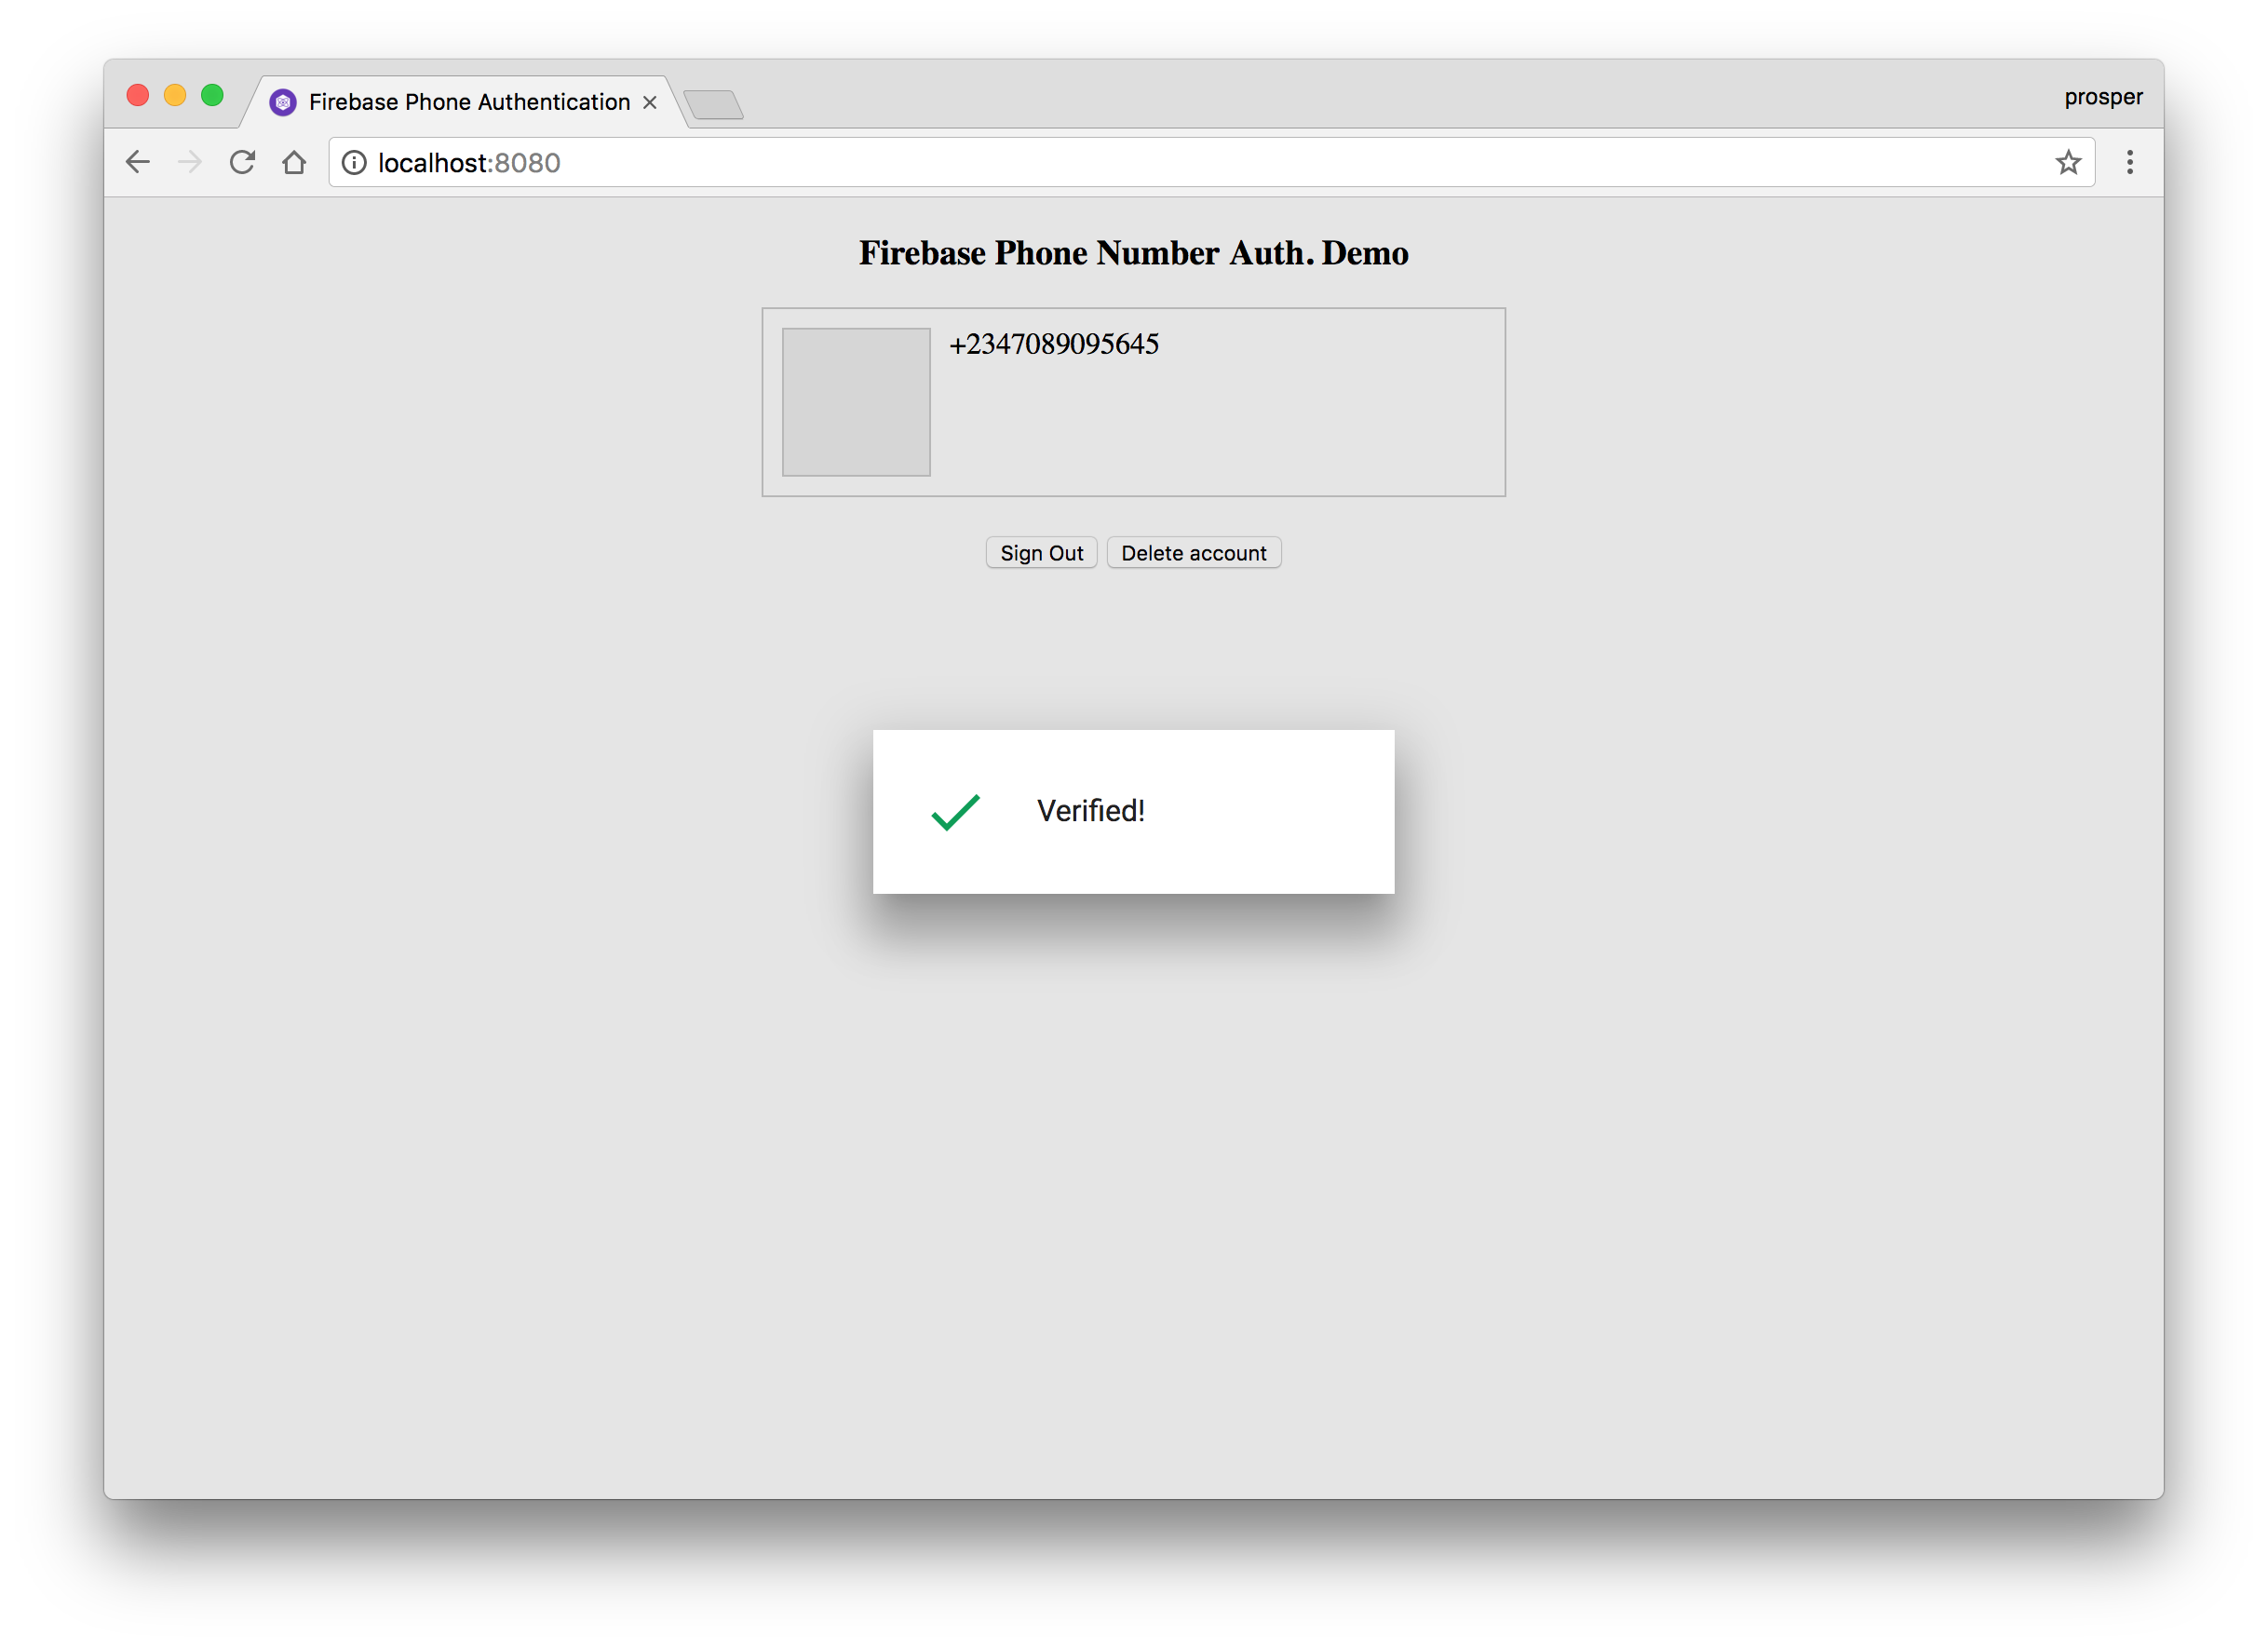 Firebase Phone Authentication
prosper
localhost:8080
Firebase Phone Number Auth. Demo
+2347089095645
Sign Out
Delete account
Verified!